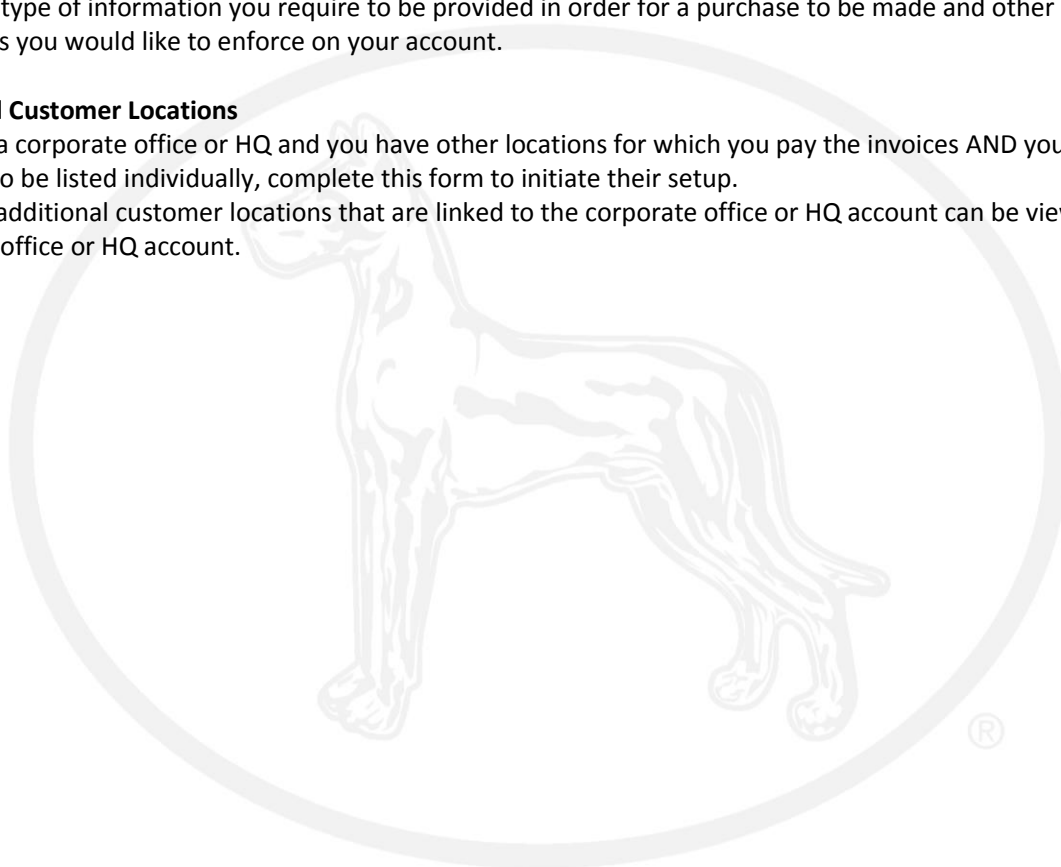 type of information you require to be provided in order for a purchase to be made and other
s you would like to enforce on your account.
l Customer Locations
a corporate office or HQ and you have other locations for which you pay the invoices AND you
o be listed individually, complete this form to initiate their setup.
additional customer locations that are linked to the corporate office or HQ account can be vie
office or HQ account.
®